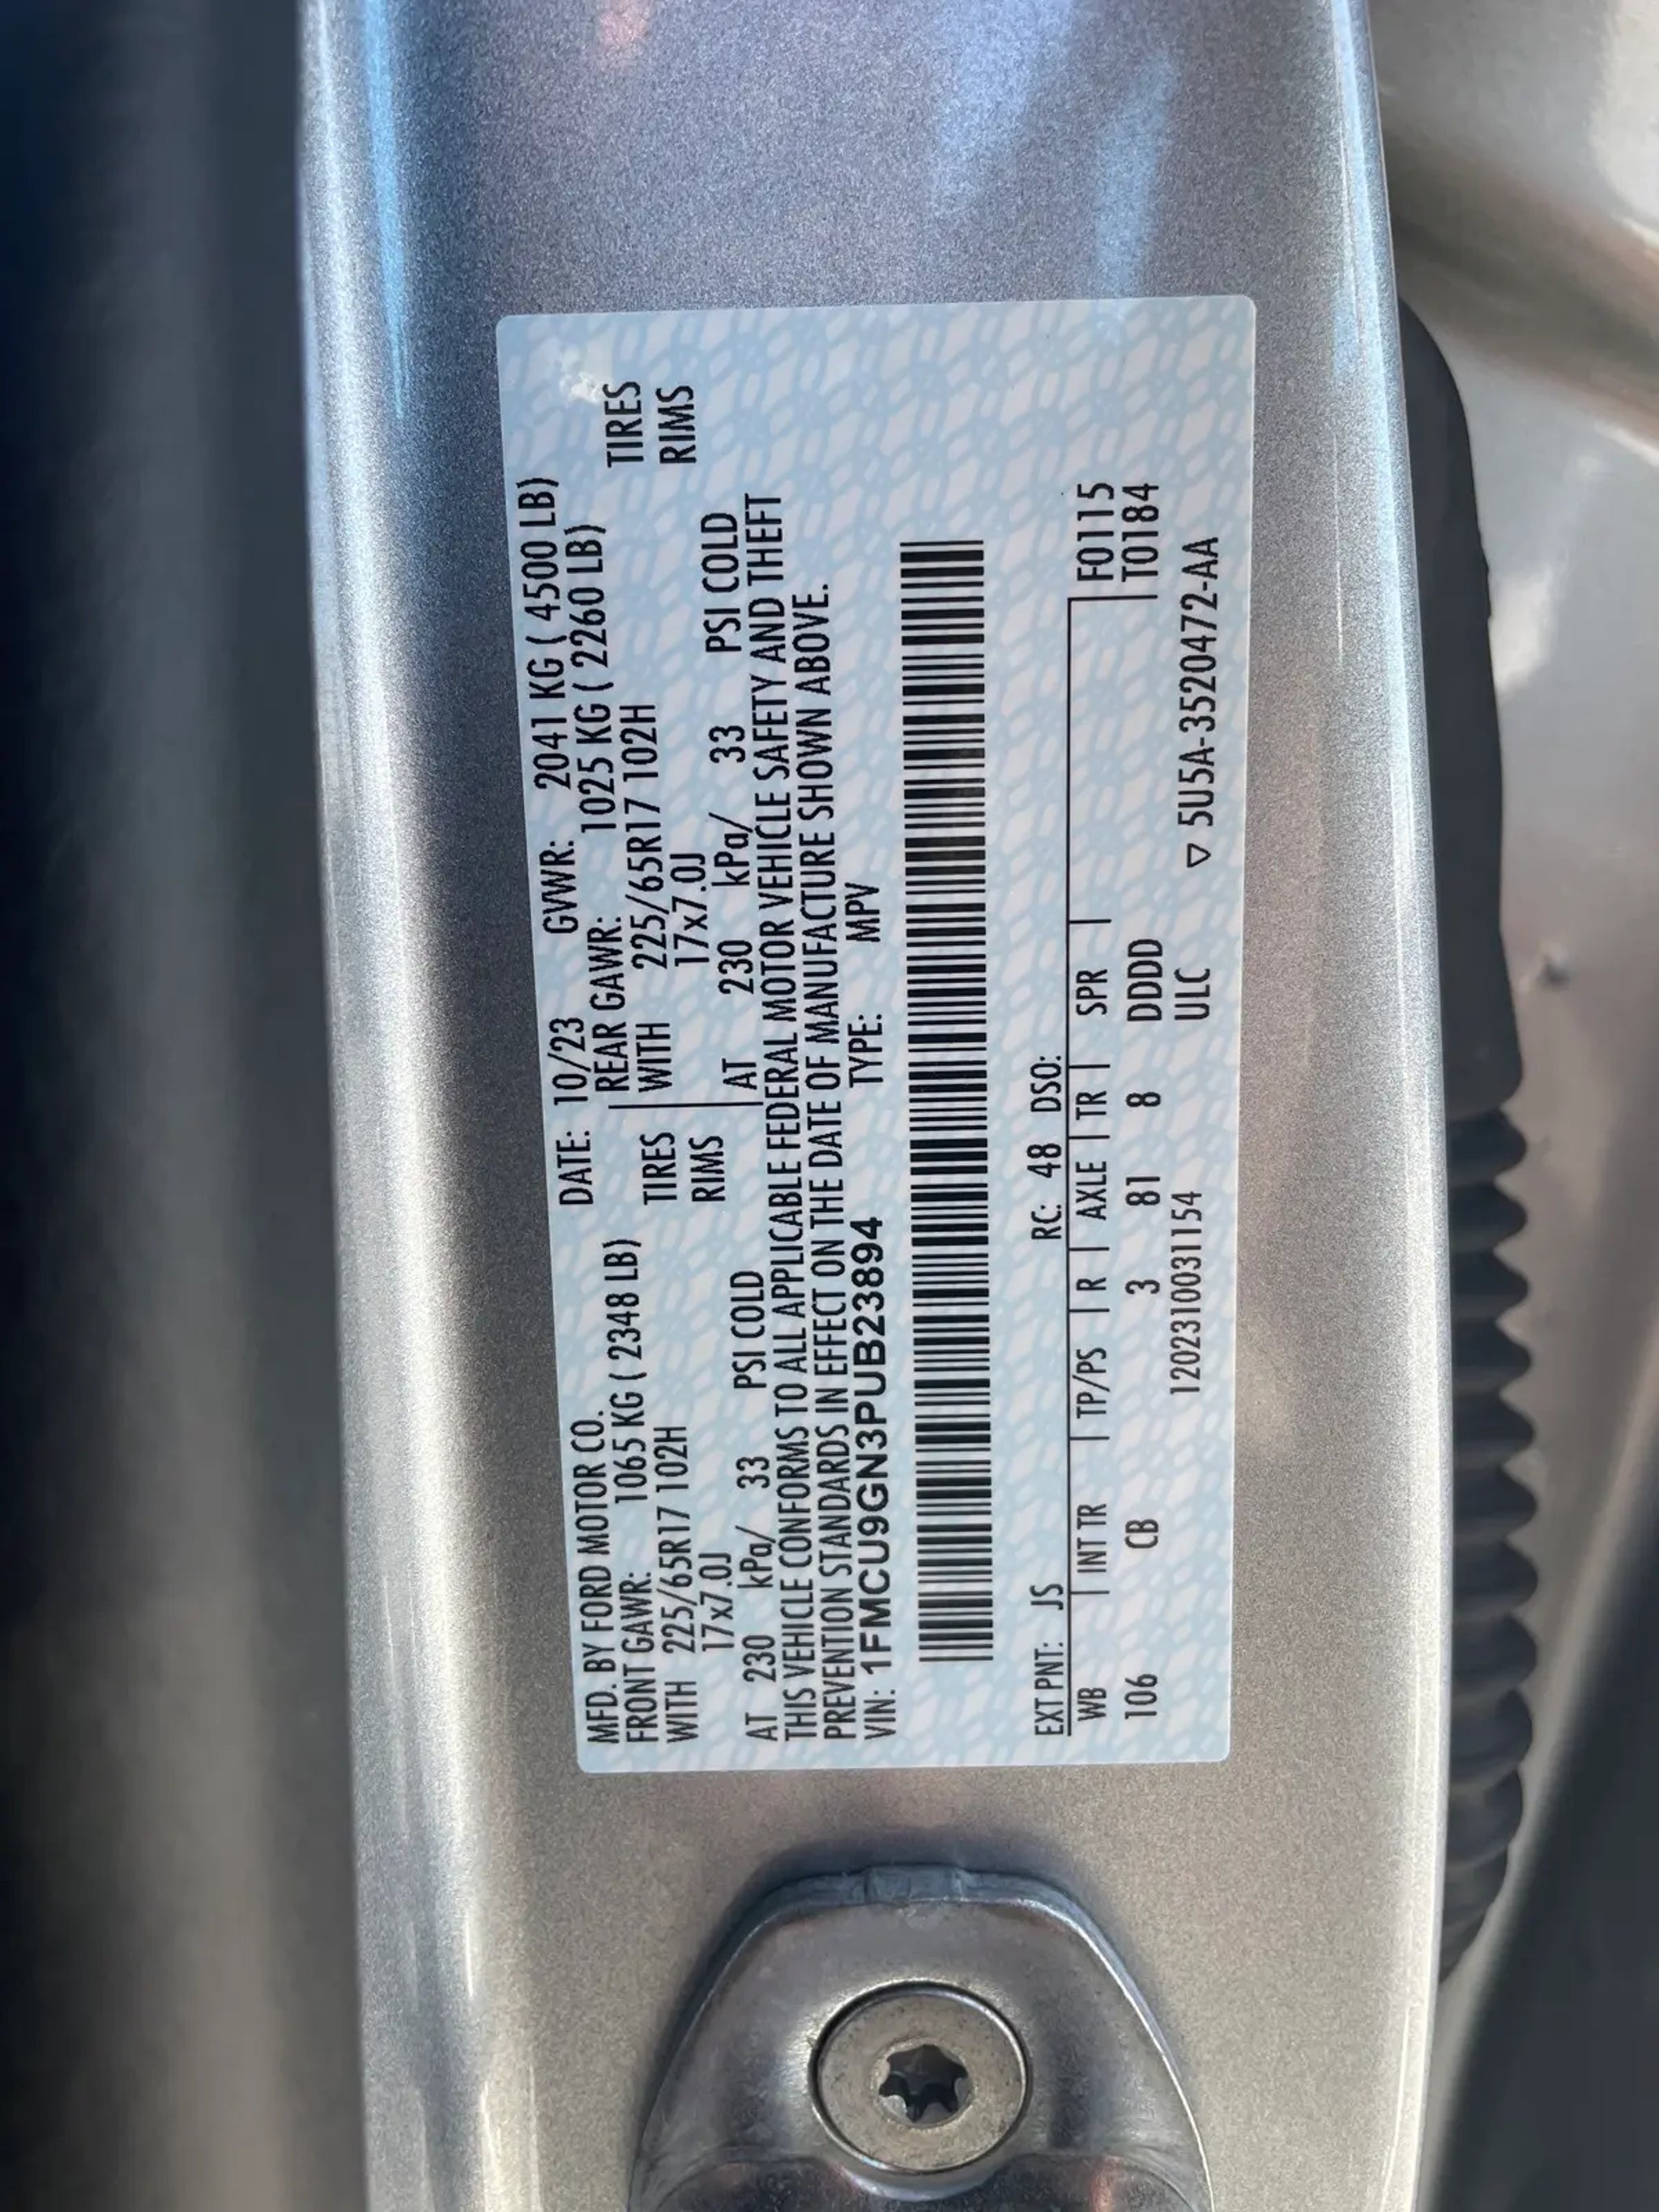 MFD. BY FORD MOTOR CO. DATE: 10/23 GVWR: 2041 KG ( 4500 LB)
FRONT GAWR: 1065 KG ( 2348 LB) REAR GAWR: 1025 KG ( 2260 LB)
WITH 225/65R17 102H TIRES WITH 225/65R17 102H TIRES
17x7.0J RIMS 17x7.0J RIMS
AT 230 kPa/ 33 PSI COLD AT 230 kPa/ 33 PSI COLD
THIS VEHICLE CONFORMS TO ALL APPLICABLE FEDERAL MOTOR VEHICLE SAFETY AND THEFT
PREVENTION STANDARDS IN EFFECT ON THE DATE OF MANUFACTURE SHOWN ABOVE.
VIN: 1FMCU9GN3PUB23894 TYPE: MPV
EXT PNT: JS RC: 48 DSO:
WB INT TR TP/PS R AXLE TR SPR F0115
106 CB 3 81 8 DDDD T0184
1202310031154 ULC ▽ 5U5A-3520472-AA